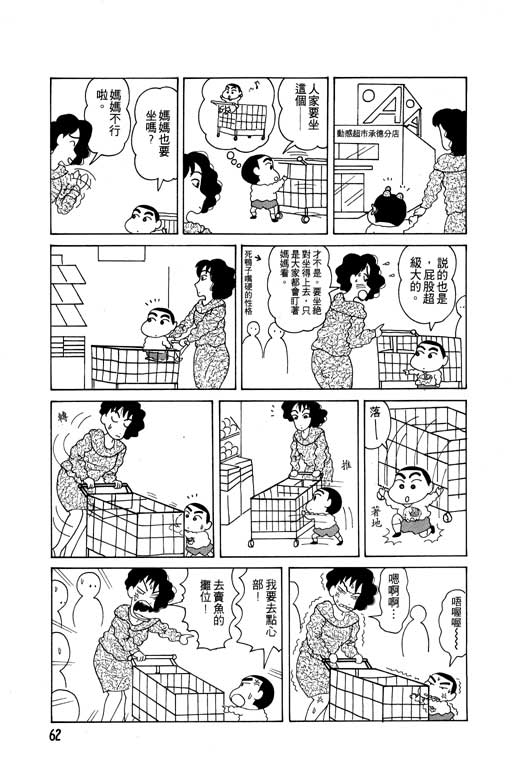 動感超市承德分店
人家要坐
這個──
媽媽也要
坐嗎？
媽媽不行
啦。
說的也是
，屁股超
級大的。
才不是。要坐絕
對坐得上去，只
是大家都會盯著
媽媽看。
死鴨子嘴硬的性格
落──
著地
推
轉
唔喔喔~
嗯啊啊…
我要去點心
部！
去賣魚的
攤位！
62